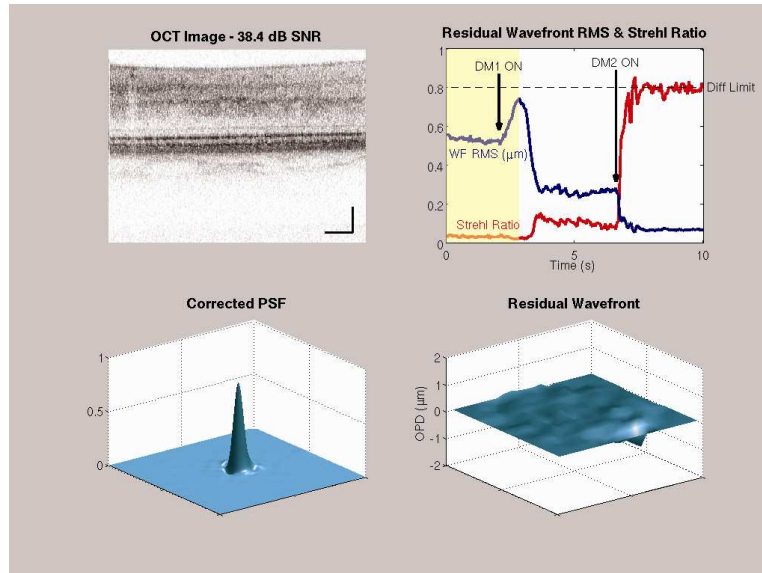 OCT Image - 38.4 dB SNR
Residual Wavefront RMS & Strehl Ratio
1
0.8
0.6
0.4
0.2
0
DM1 ON
DM2 ON
Diff Limit
WF RMS (μm)
Strehl Ratio
0
5
10
Time (s)
Corrected PSF
1
0.5
0
Residual Wavefront
OPD (μm)
2
1
0
-1
-2